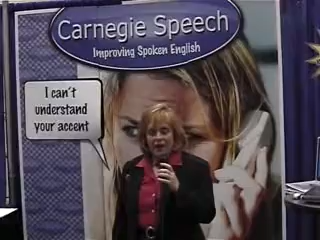 Carnegie Speech
Improving Spoken English
I can't
understand
your accent